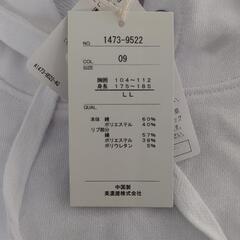 NO. 1473-9522
COL. 09
SIZE
胸囲 104～112
身長 175～185
LL
QUAL.
本体 綿 60%
ポリエステル 40%
リブ部分
綿 57%
ポリエステル 38%
ポリウレタン 5%
中国製
美濃屋株式会社